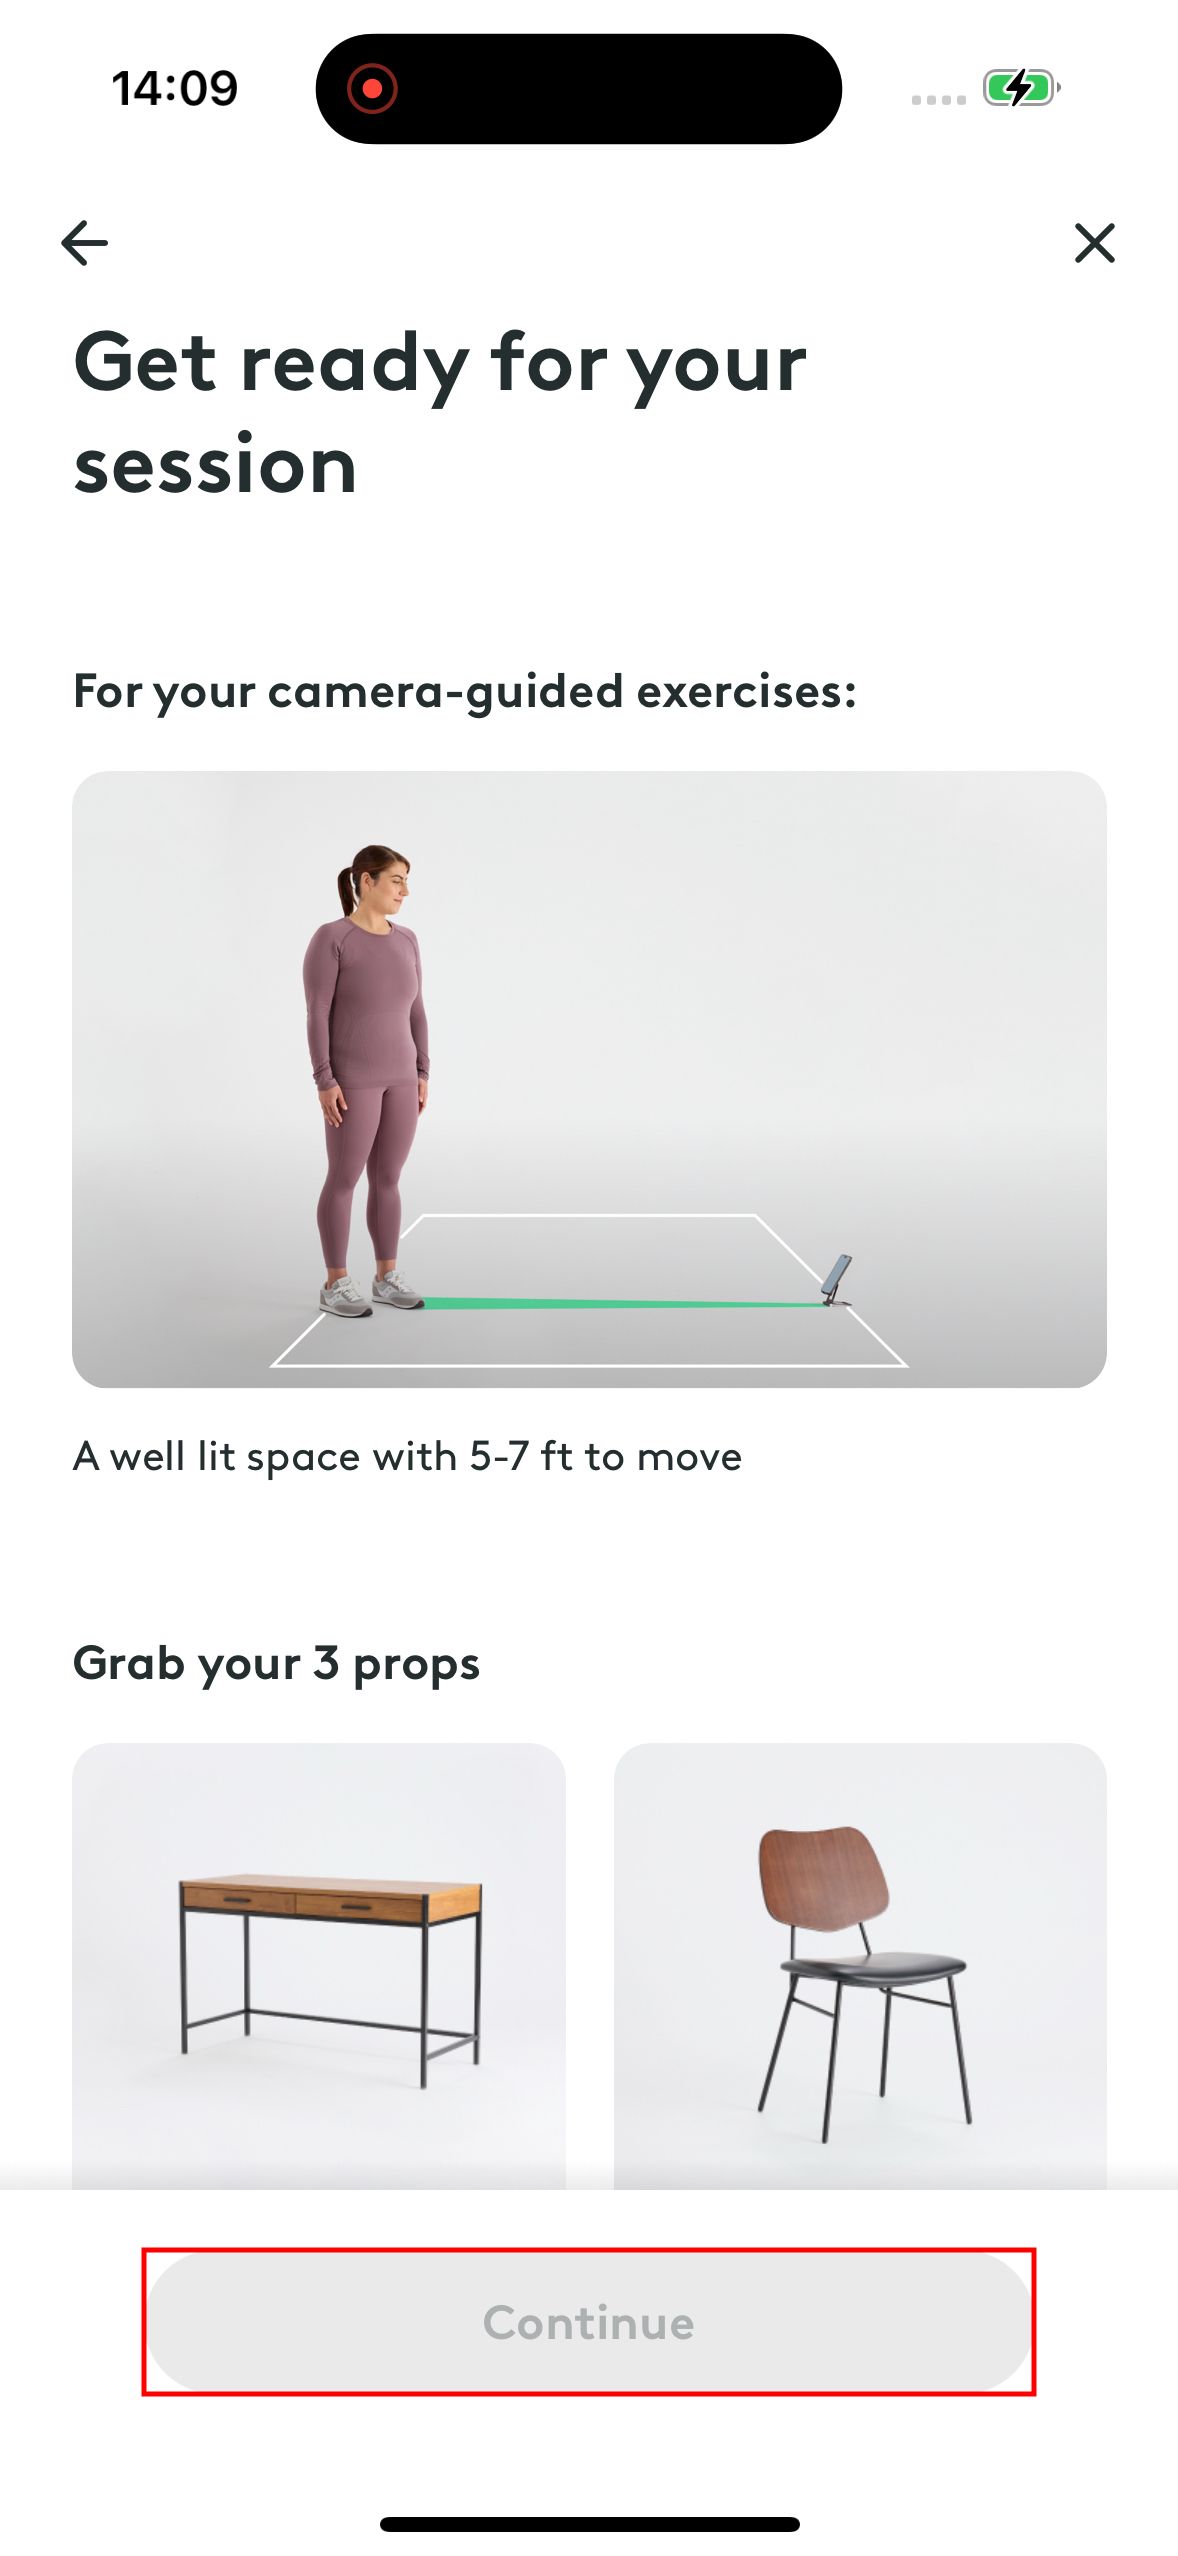 14:09
Get ready for your
session
For your camera-guided exercises:
A well lit space with 5-7 ft to move
Grab your 3 props
Continue